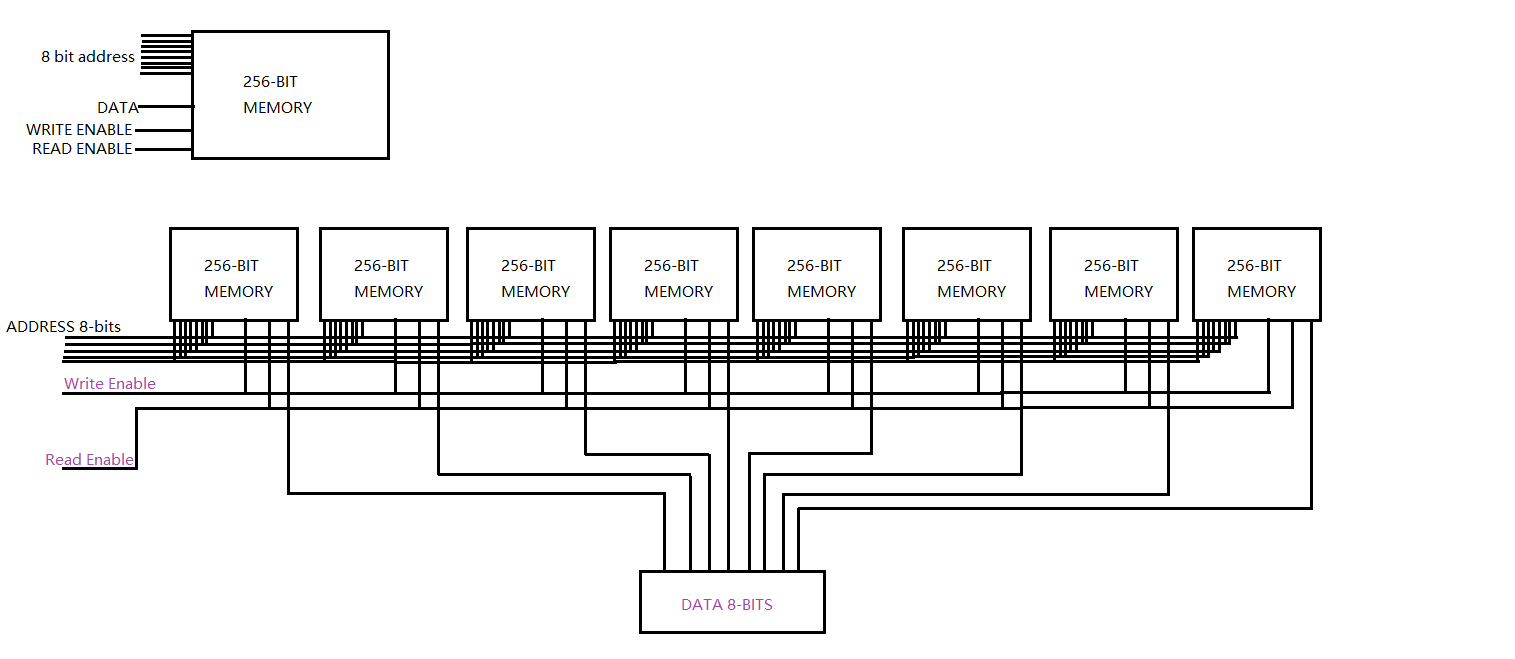 8 bit address
256-BIT
MEMORY
DATA
WRITE ENABLE
READ ENABLE
256-BIT
MEMORY
256-BIT
MEMORY
256-BIT
MEMORY
256-BIT
MEMORY
256-BIT
MEMORY
256-BIT
MEMORY
256-BIT
MEMORY
256-BIT
MEMORY
ADDRESS 8-bits
Write Enable
Read Enable
DATA 8-BITS